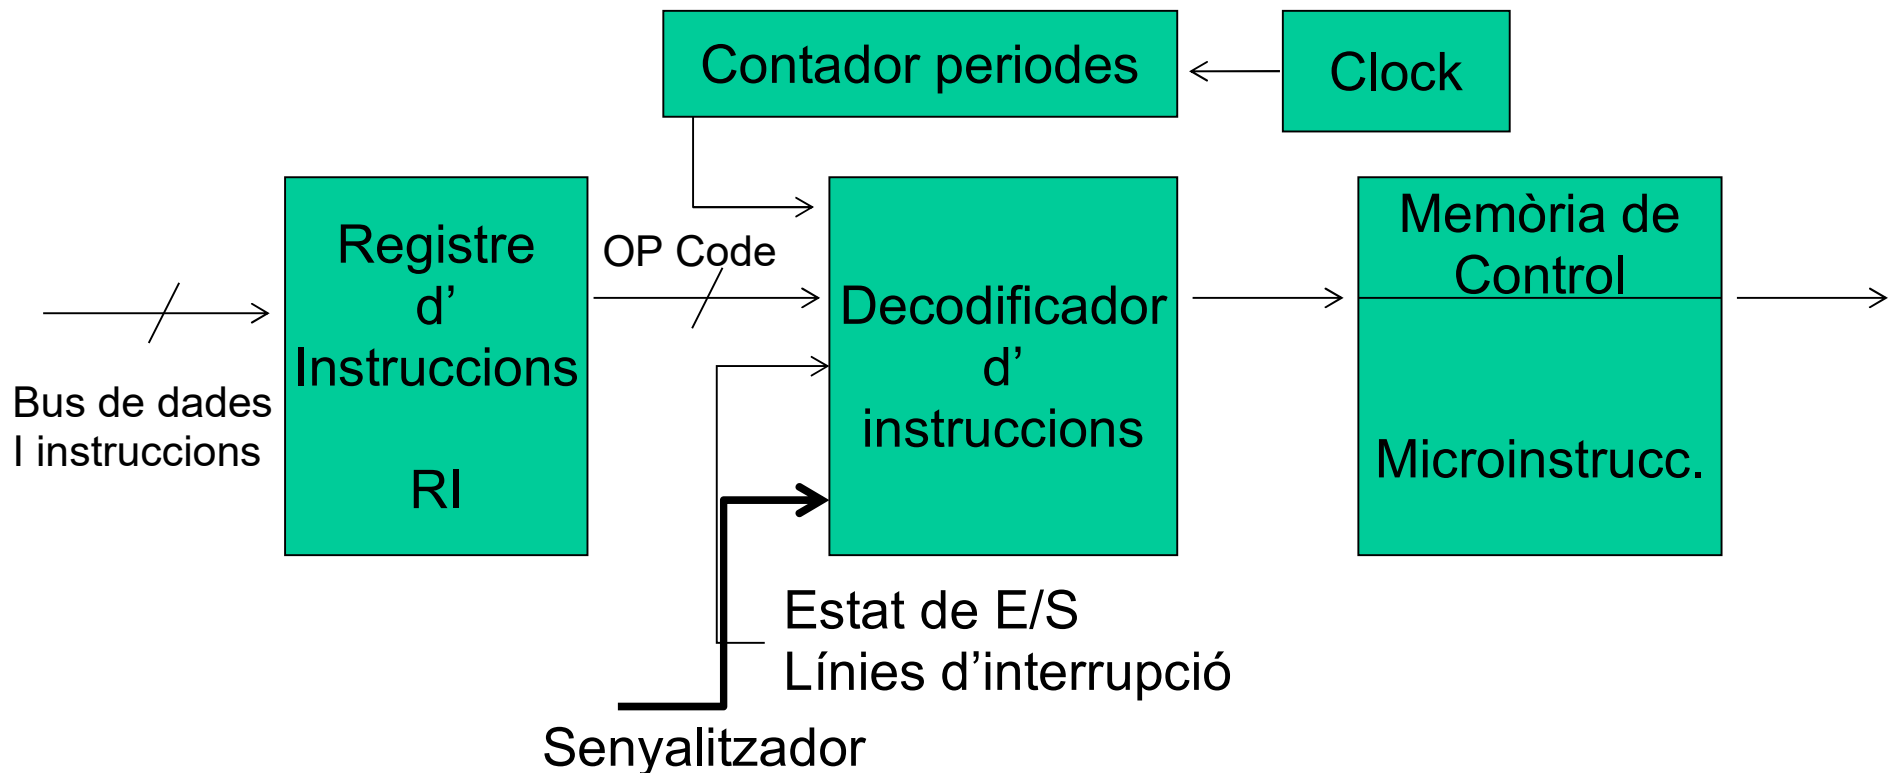 Contador periodes
Clock
Registre
d’
Instruccions
RI
OP Code
Decodificador
d’
instruccions
Memòria de
Control
Microinstrucc.
Bus de dades
I instruccions
Estat de E/S
Línies d’interrupció
Senyalitzador